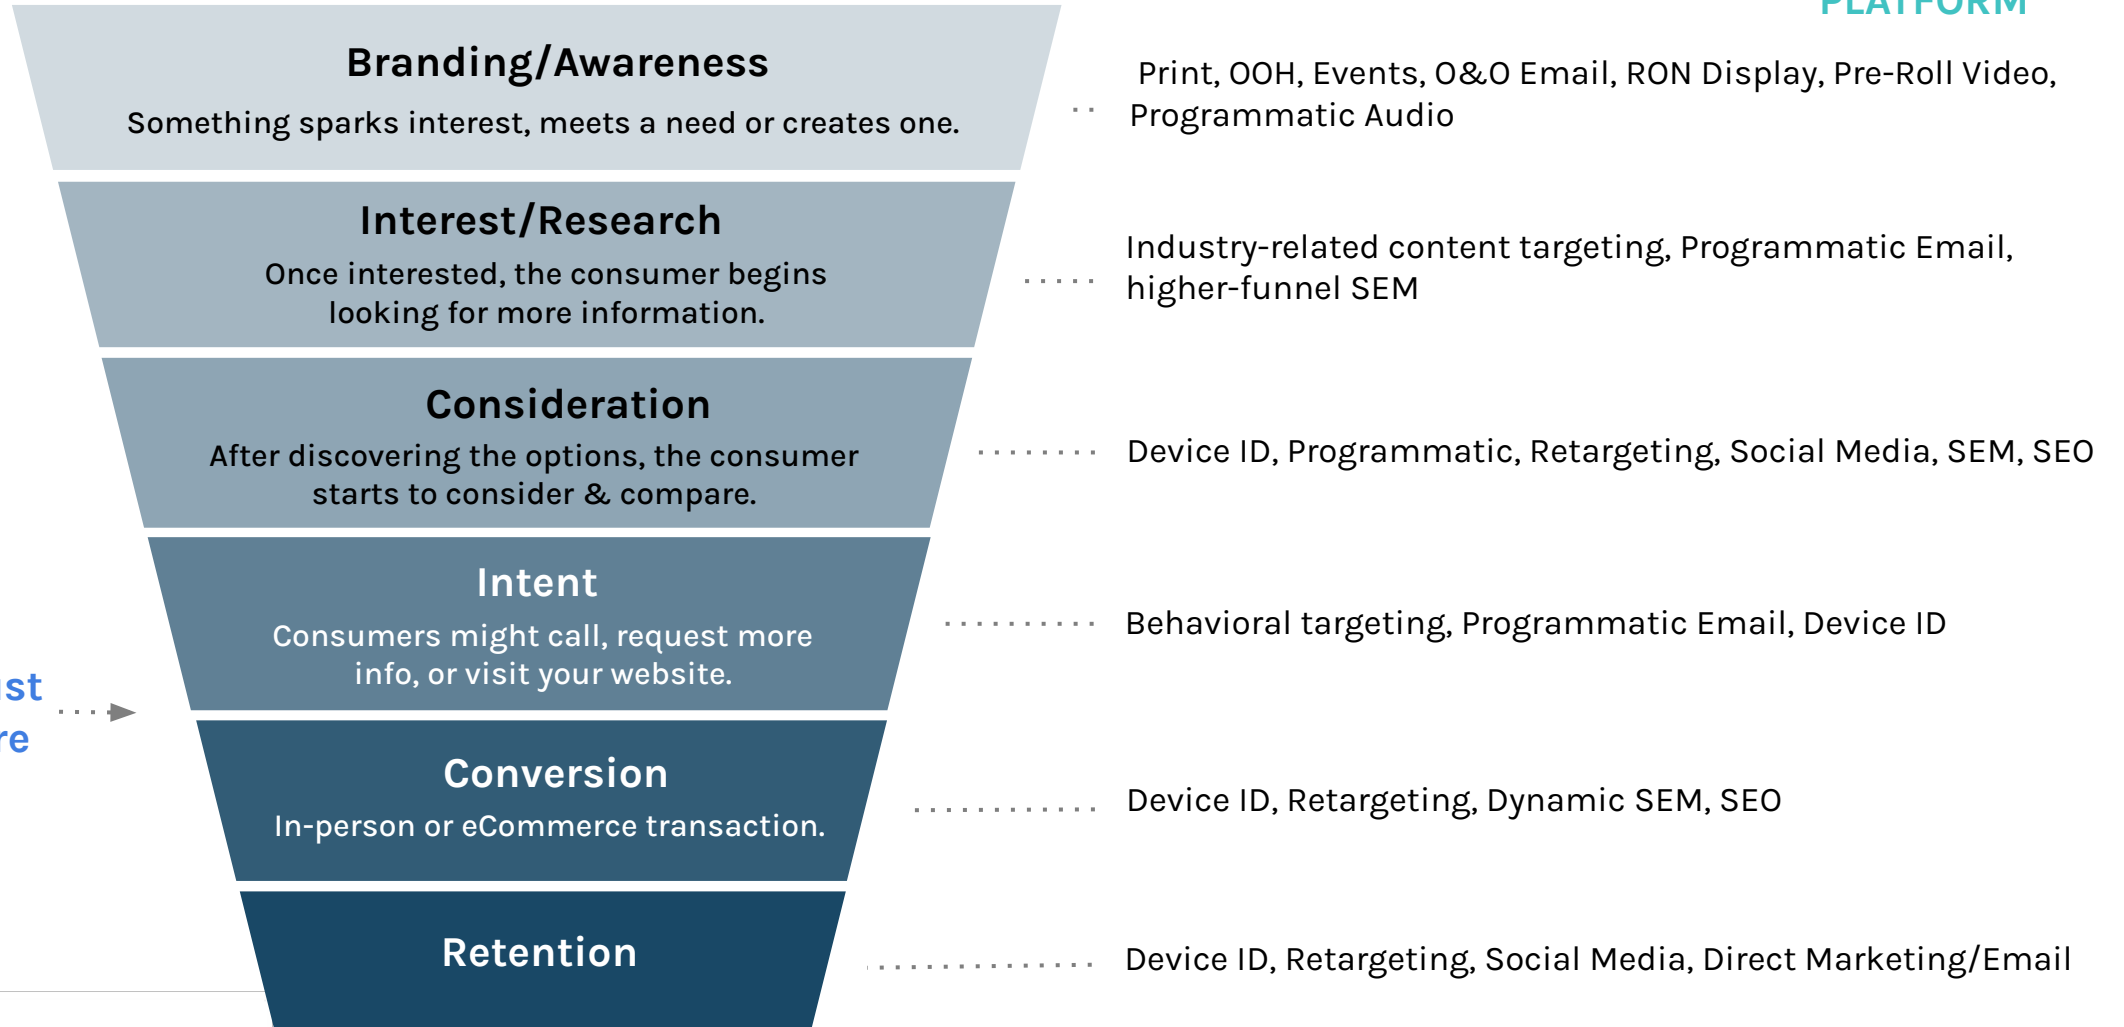 PLATFORM
Branding/Awareness
Something sparks interest, meets a need or creates one.
Print, OOH, Events, O&O Email, RON Display, Pre-Roll Video,
Programmatic Audio
Interest/Research
Once interested, the consumer begins
looking for more information.
Industry-related content targeting, Programmatic Email,
higher-funnel SEM
Consideration
After discovering the options, the consumer
starts to consider & compare.
Device ID, Programmatic, Retargeting, Social Media, SEM, SEO
Intent
Consumers might call, request more
info, or visit your website.
Behavioral targeting, Programmatic Email, Device ID
Conversion
In-person or eCommerce transaction.
Device ID, Retargeting, Dynamic SEM, SEO
Retention
Device ID, Retargeting, Social Media, Direct Marketing/Email